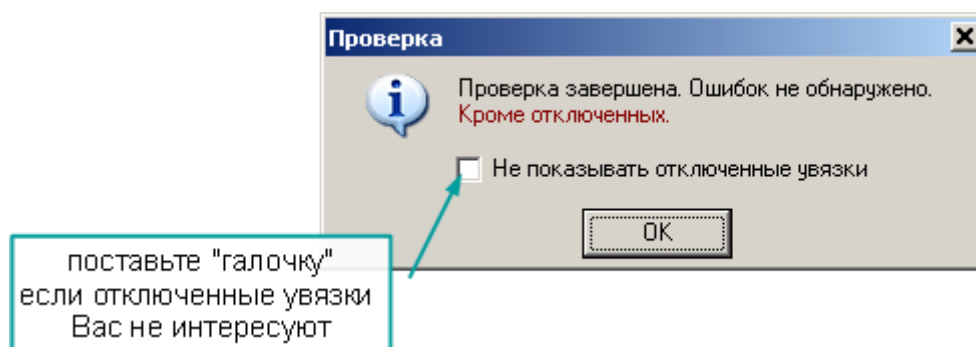 Проверка
Проверка завершена. Ошибок не обнаружено.
Кроме отключенных.
Не показывать отключенные увязки
OK
поставьте "галочку"
если отключенные увязки
Вас не интересуют